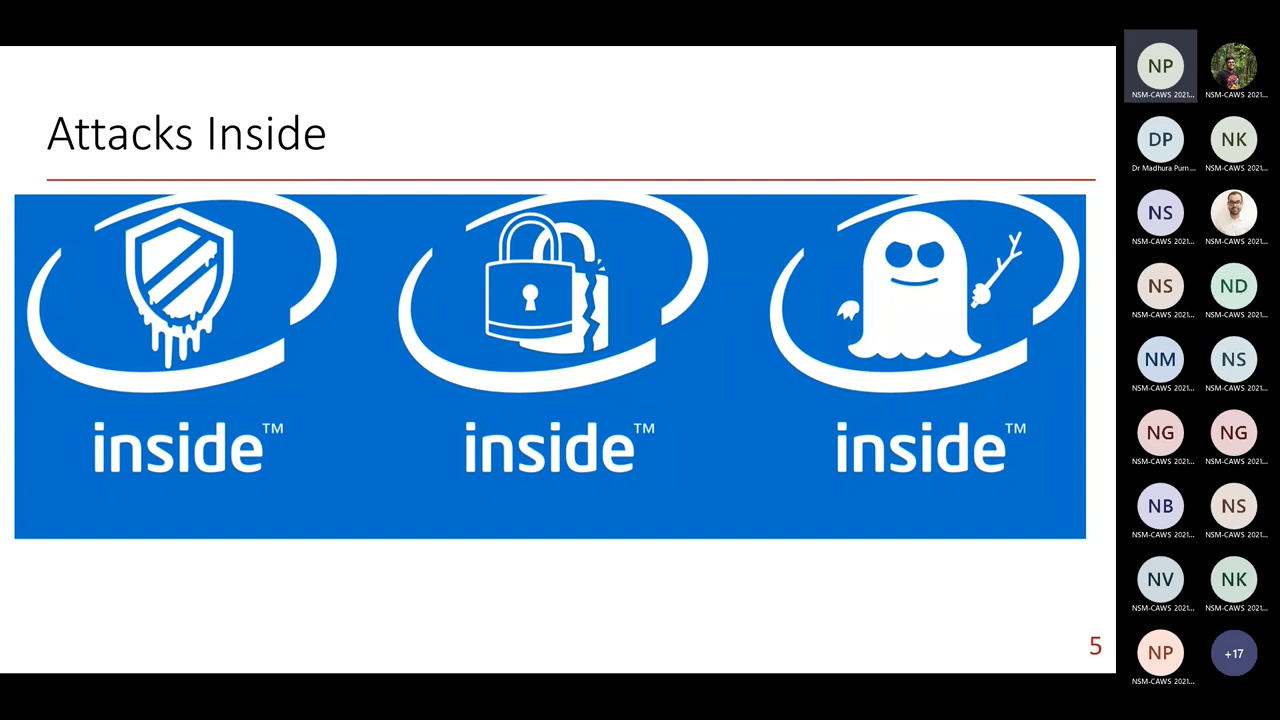 Attacks Inside
inside™
inside™
inside™
5
NP
NSM-CAWS 2021...
NSM-CAWS 2021...
DP
Dr Madhura Purn...
NK
NSM-CAWS 2021...
NS
NSM-CAWS 2021...
NSM-CAWS 2021...
NS
NSM-CAWS 2021...
ND
NSM-CAWS 2021...
NM
NSM-CAWS 2021...
NS
NSM-CAWS 2021...
NG
NSM-CAWS 2021...
NG
NSM-CAWS 2021...
NB
NSM-CAWS 2021...
NS
NSM-CAWS 2021...
NV
NSM-CAWS 2021...
NK
NSM-CAWS 2021...
NP
NSM-CAWS 2021...
+17